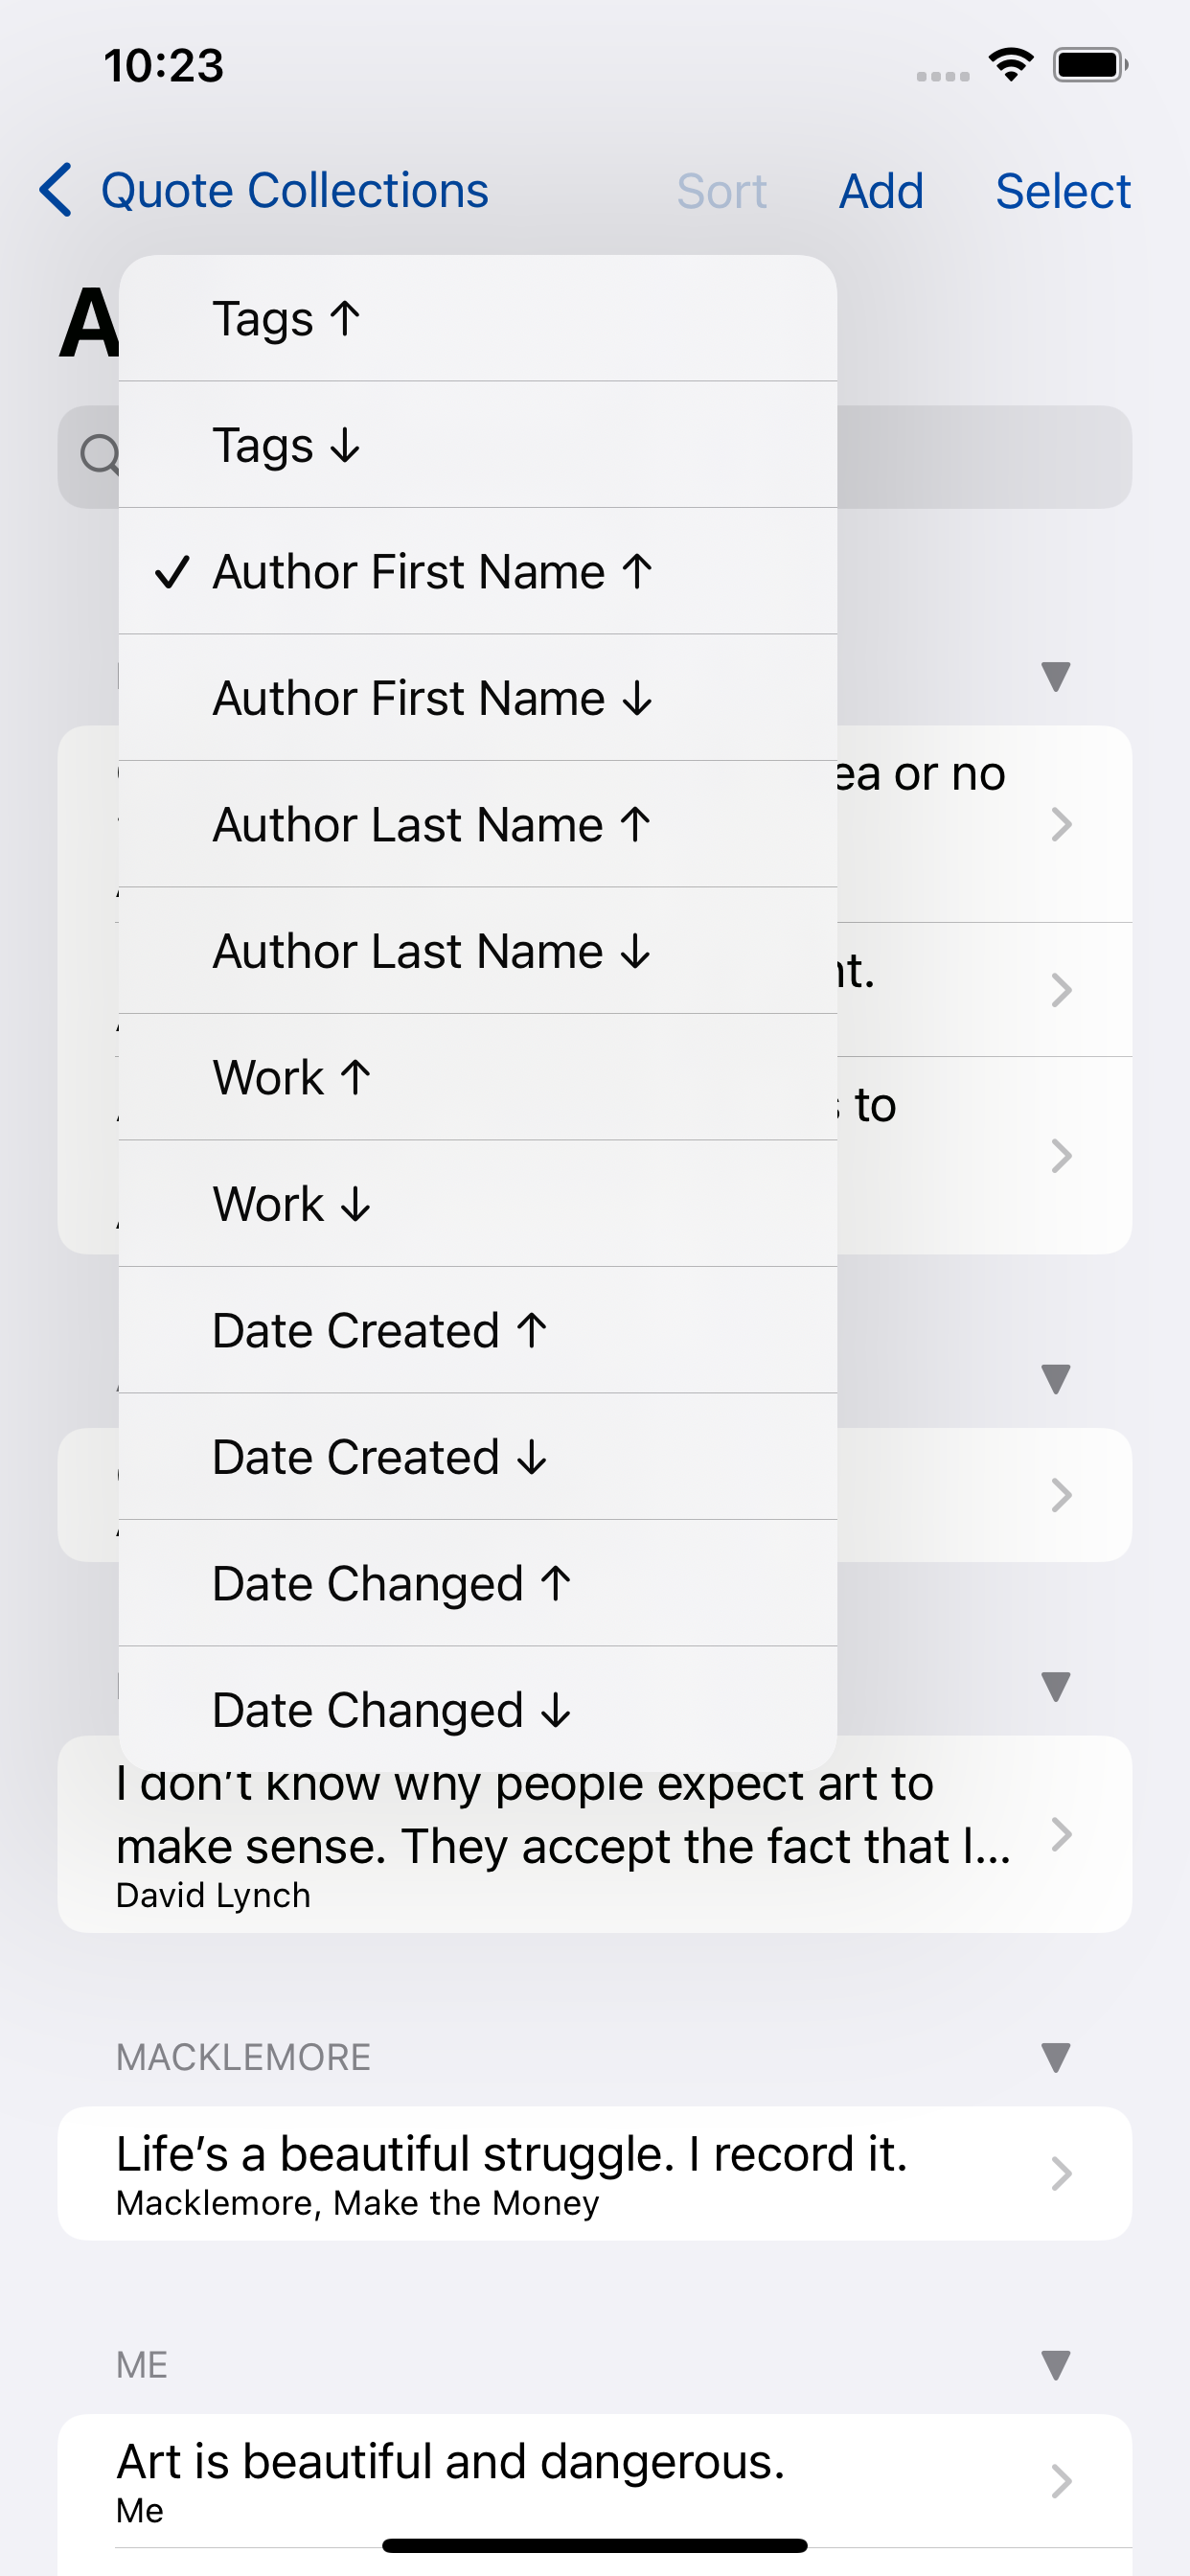 10:23
Quote Collections Sort Add Select
Tags ↑
Tags ↓
✓ Author First Name ↑
Author First Name ↓
Author Last Name ↑
Author Last Name ↓
Work ↑
Work ↓
Date Created ↑
Date Created ↓
Date Changed ↑
Date Changed ↓
or no
to
I don’t know why people expect art to
make sense. They accept the fact that l...
David Lynch
MACKLEMORE
Life’s a beautiful struggle. I record it.
Macklemore, Make the Money
ME
Art is beautiful and dangerous.
Me